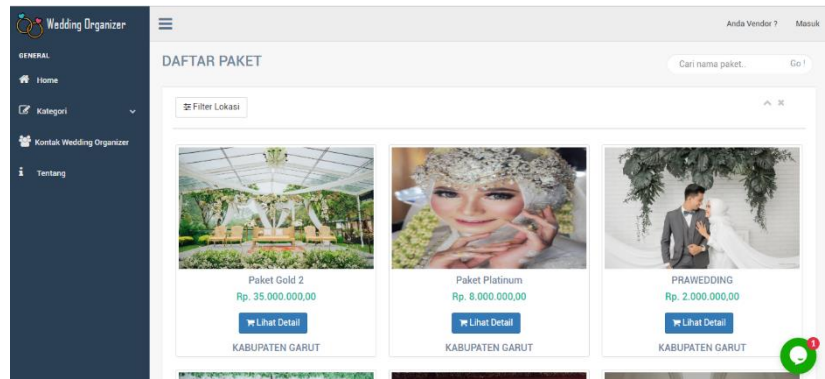 Wedding Organizer
Anda Vendor ? Masuk
GENERAL
Home
Kategori
Kontak Wedding Organizer
Tentang
DAFTAR PAKET
Cari nama paket.. Go !
Filter Lokasi
Paket Gold 2
Rp. 35.000.000,00
Lihat Detail
KABUPATEN GARUT
Paket Platinum
Rp. 8.000.000,00
Lihat Detail
KABUPATEN GARUT
PRAWEDDING
Rp. 2.000.000,00
Lihat Detail
KABUPATEN GARUT
1